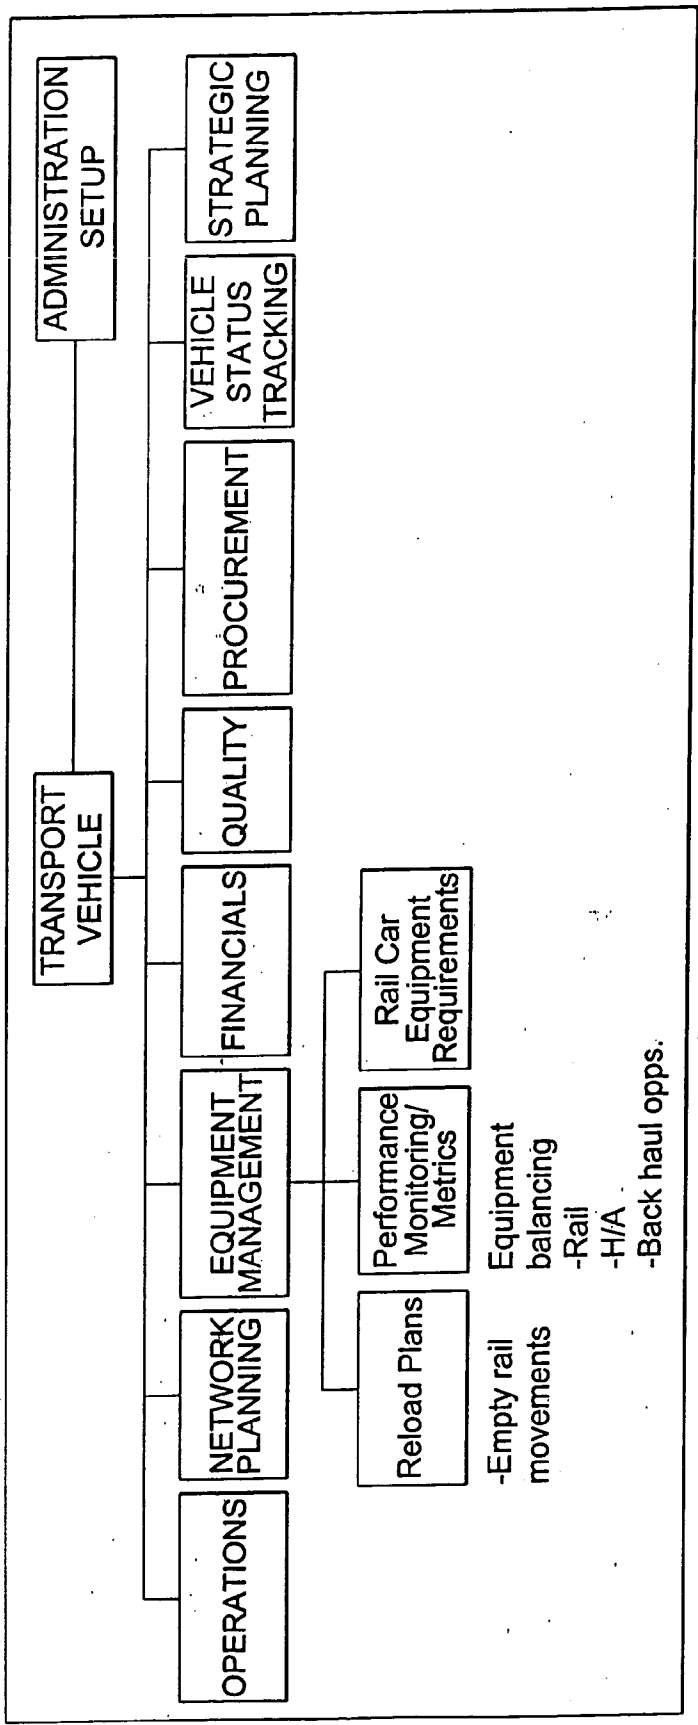 TRANSPORT
VEHICLE
ADMINISTRATION
SETUP
OPERATIONS
NETWORK
PLANNING
EQUIPMENT
MANAGEMENT
FINANCIALS
QUALITY
PROCUREMENT
VEHICLE
STATUS
TRACKING
STRATEGIC
PLANNING
Reload Plans
-Empty rail
movements
Performance
Monitoring/
Metrics
Equipment
balancing
-Rail
-H/A
-Back haul opps.
Rail Car
Equipment
Requirements